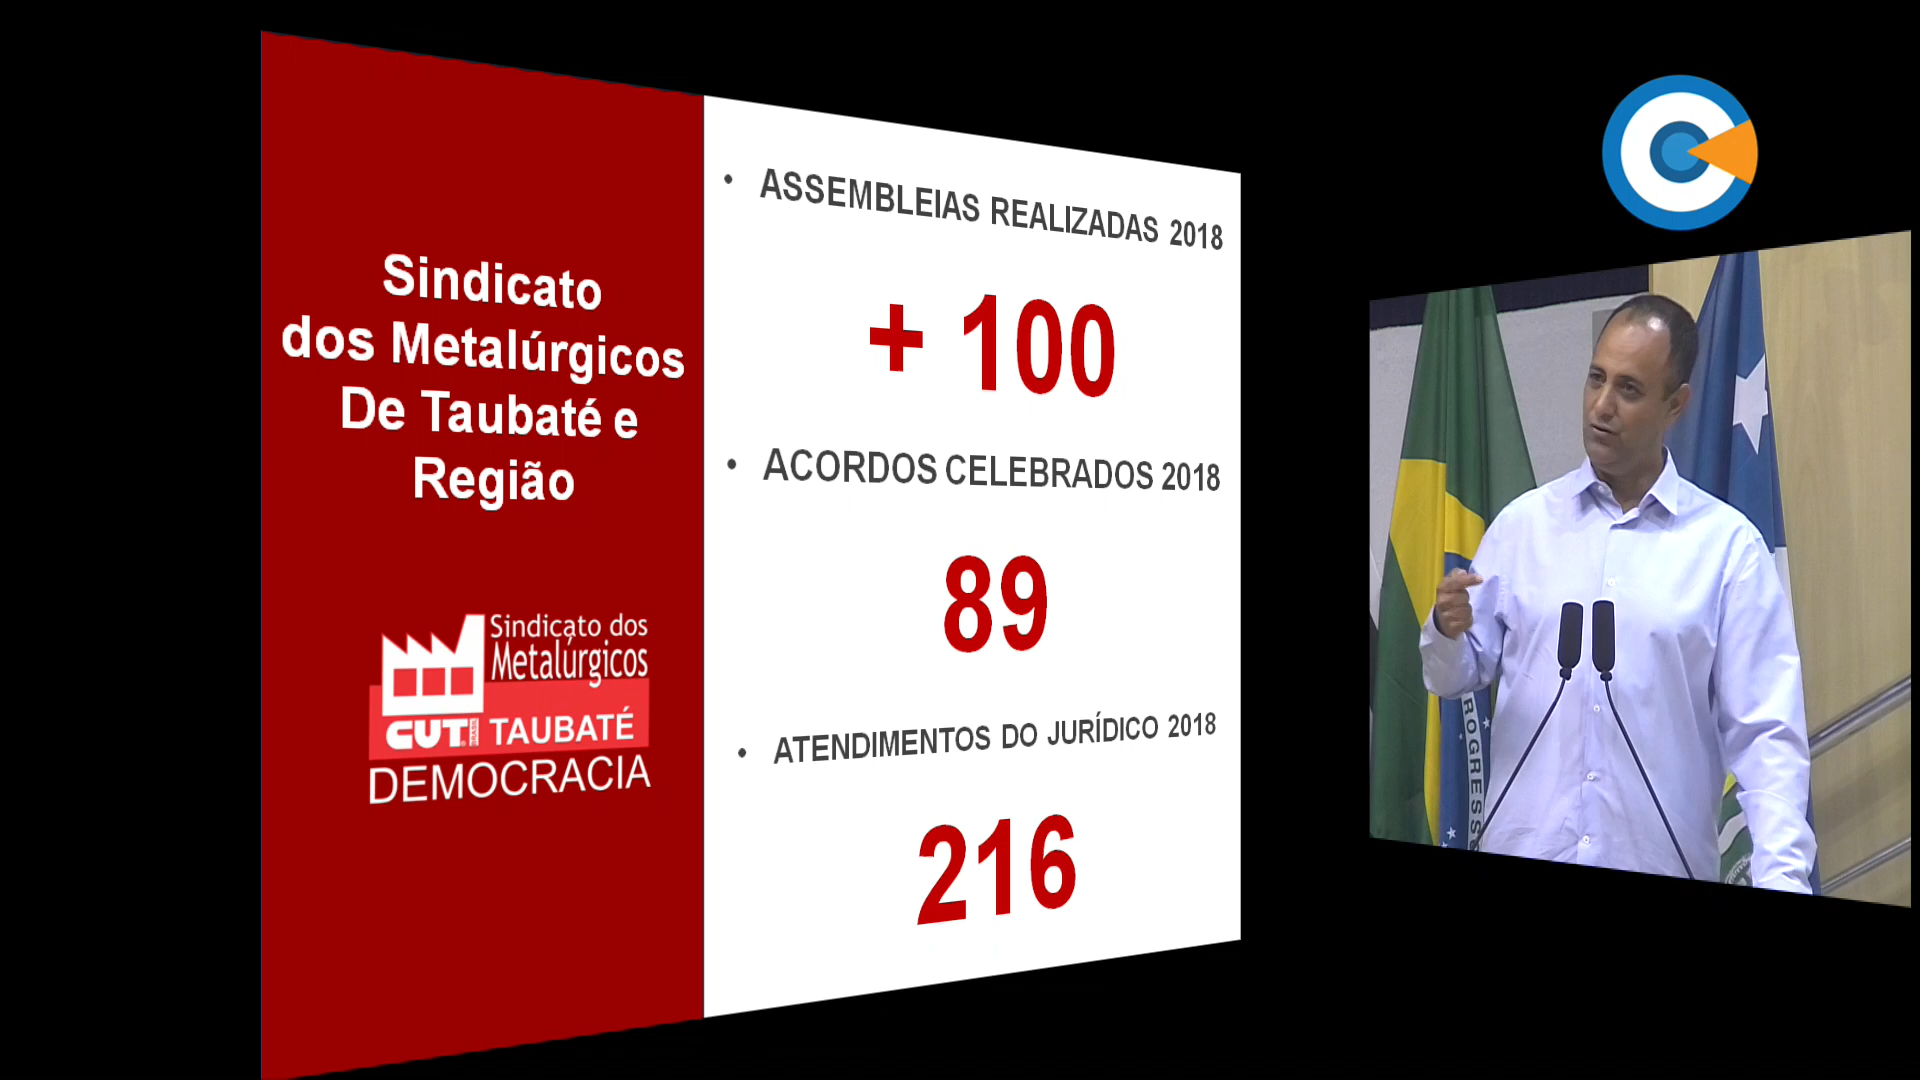 Sindicato
dos Metalúrgicos
De Taubaté e
Região
Sindicato dos
Metalúrgicos
CUT BRASIL TAUBATÉ
DEMOCRACIA
• ASSEMBLEIAS REALIZADAS 2018
+ 100
• ACORDOS CELEBRADOS 2018
89
• ATENDIMENTOS DO JURÍDICO 2018
216
ROGRESS